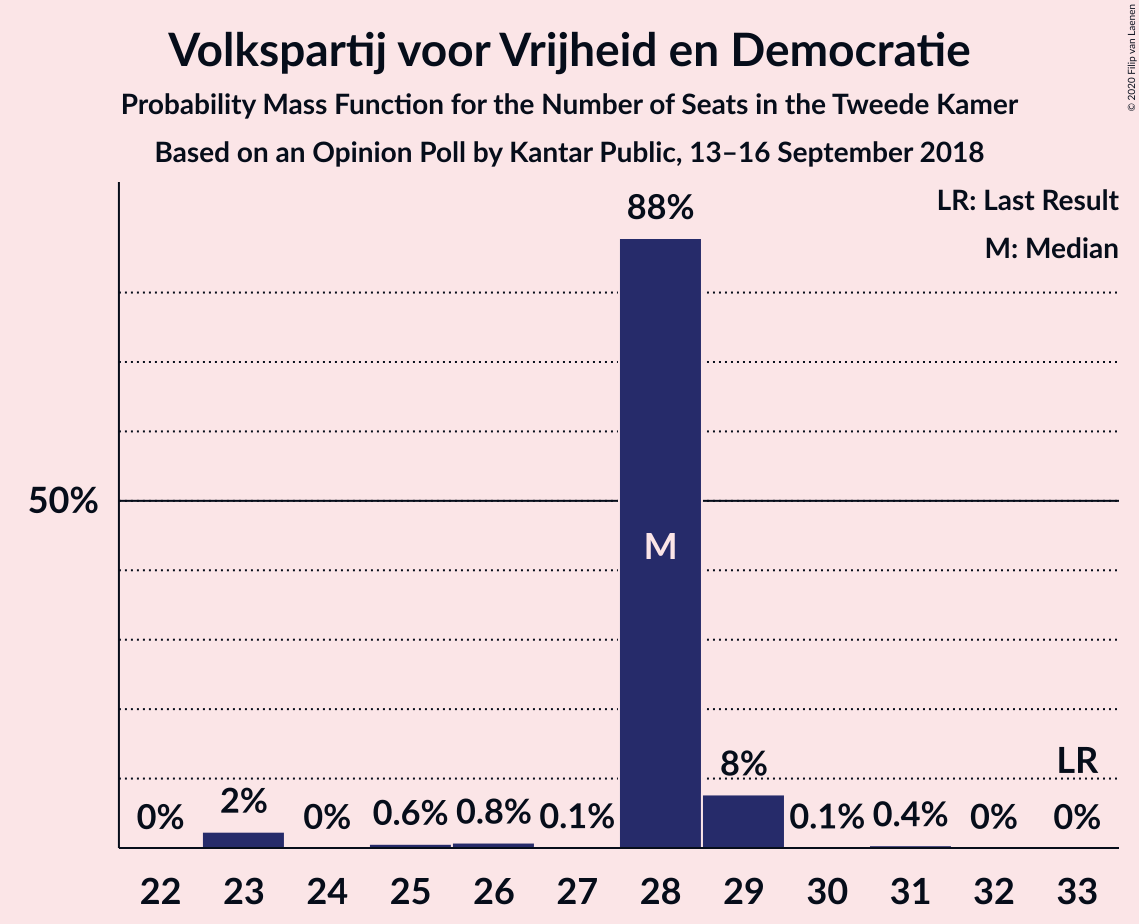 Volkspartij voor Vrijheid en Democratie
Probability Mass Function for the Number of Seats in the Tweede Kamer
Based on an Opinion Poll by Kantar Public, 13–16 September 2018
© 2020 Filip van Laenen
LR: Last Result
M: Median
50%
0%
2%
0%
0.6%
0.8%
0.1%
88%
M
8%
0.1%
0.4%
0%
LR
0%
22 23 24 25 26 27 28 29 30 31 32 33